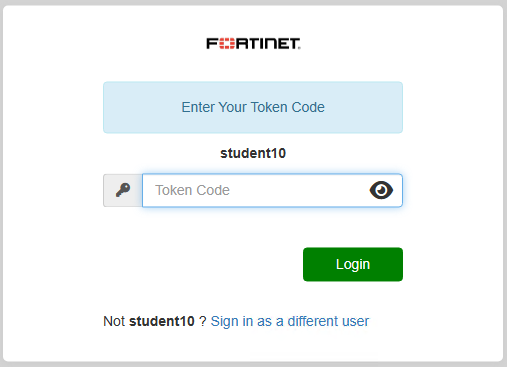 FORTINET
Enter Your Token Code
student10
Token Code
Login
Not student10 ? Sign in as a different user